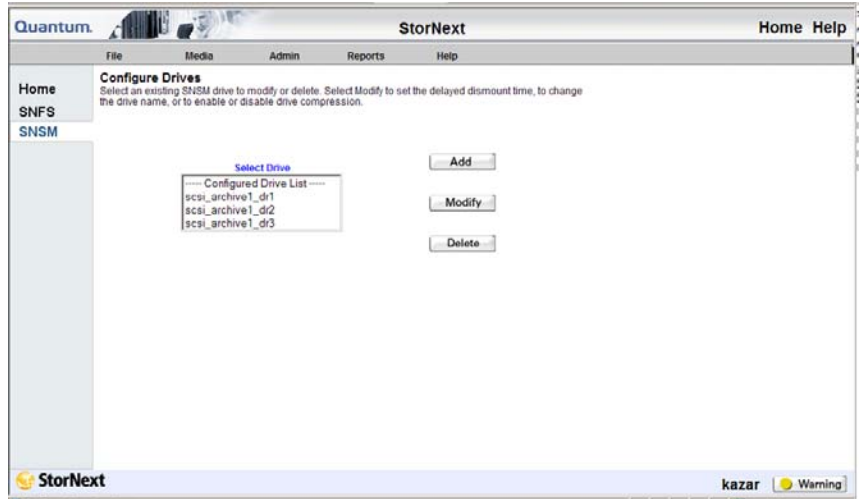 Quantum.
StorNext
Home Help
File Media Admin Reports Help
Home
SNFS
SNSM
Configure Drives
Select an existing SNSM drive to modify or delete. Select Modify to set the delayed dismount time, to change
the drive name, or to enable or disable drive compression.
Select Drive
----- Configured Drive List -----
scsi_archive1_dr1
scsi_archive1_dr2
scsi_archive1_dr3
Add
Modify
Delete
StorNext
kazar
Warning